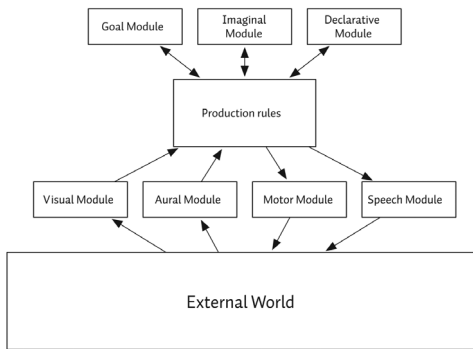 Goal Module
Imaginal
Module
Declarative
Module
Production rules
Visual Module
Aural Module
Motor Module
Speech Module
External World